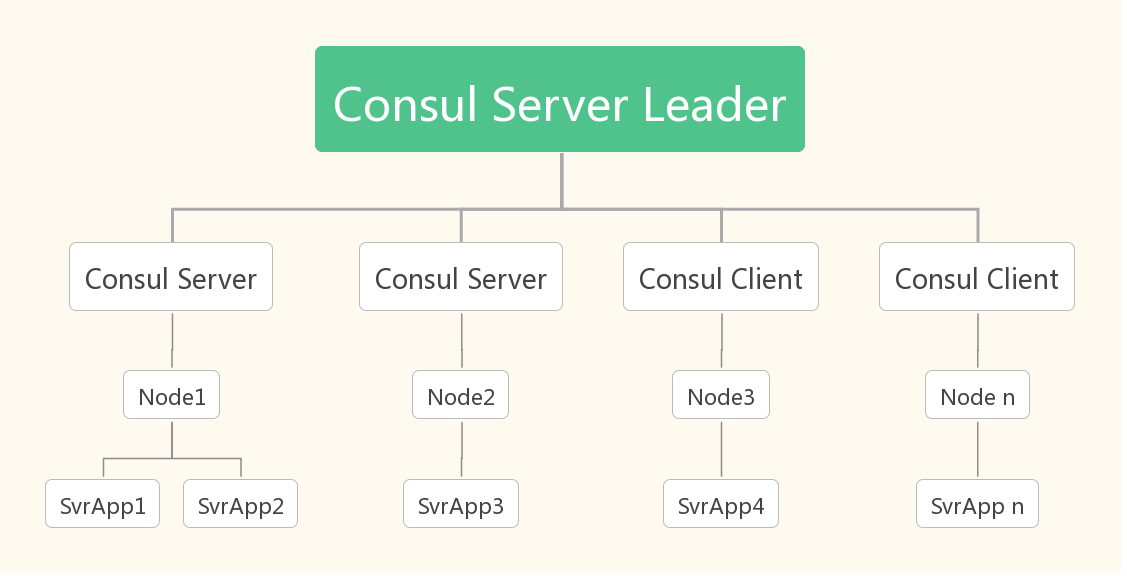 Consul Server Leader
Consul Server
Consul Server
Consul Client
Consul Client
Node1
Node2
Node3
Node n
SvrApp1
SvrApp2
SvrApp3
SvrApp4
SvrApp n